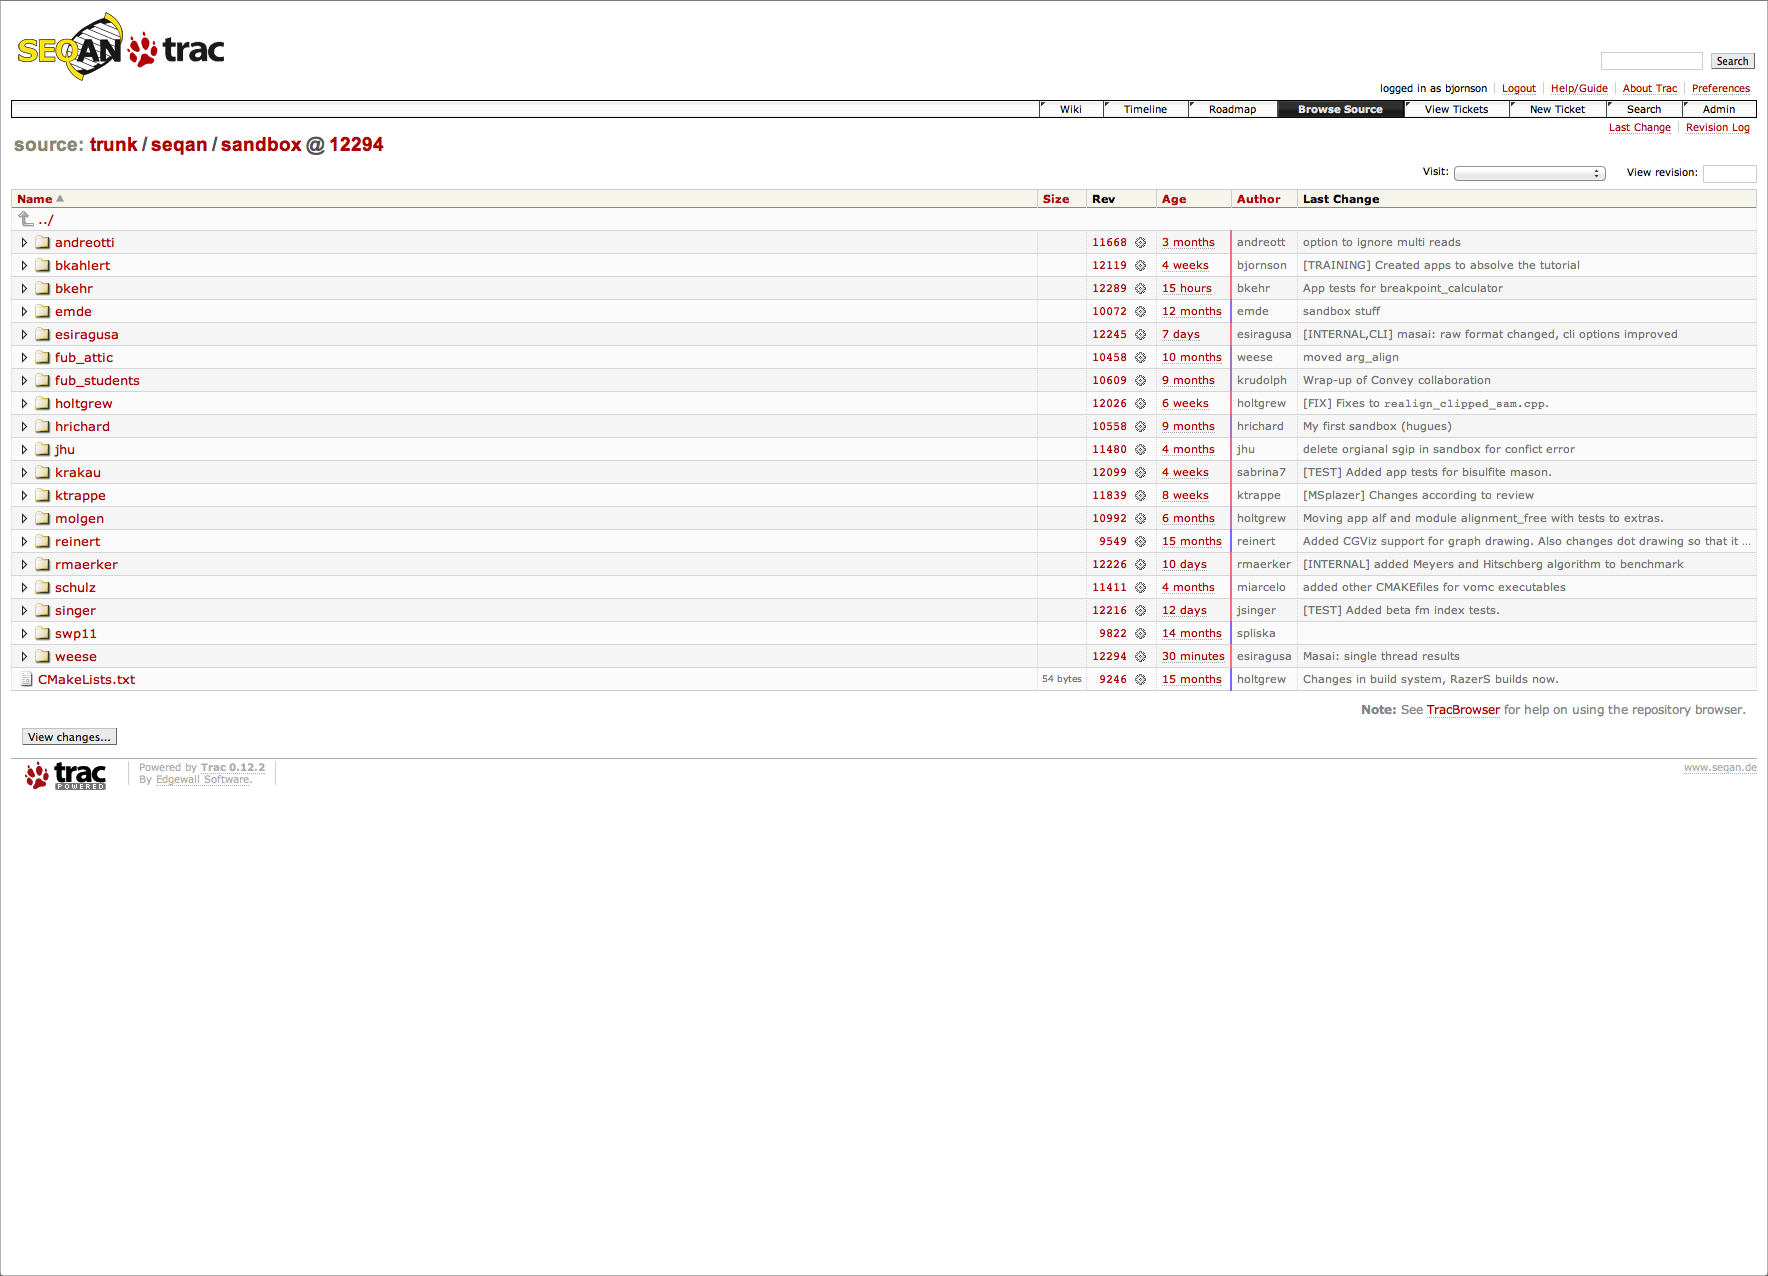 SEQAN trac
Search
logged in as bjornson Logout Help/Guide About Trac Preferences
Wiki Timeline Roadmap Browse Source View Tickets New Ticket Search Admin
Last Change Revision Log
source: trunk / seqan / sandbox @ 12294
Visit: View revision:
Name Size Rev Age Author Last Change
../
andreotti 11668 3 months andreott option to ignore multi reads
bkahlert 12119 4 weeks bjornson [TRAINING] Created apps to absolve the tutorial
bkehr 12289 15 hours bkehr App tests for breakpoint_calculator
emde 10072 12 months emde sandbox stuff
esiragusa 12245 7 days esiragusa [INTERNAL,CLI] masai: raw format changed, cli options improved
fub_attic 10458 10 months weese moved arg_align
fub_students 10609 9 months krudolph Wrap-up of Convey collaboration
holtgrew 12026 6 weeks holtgrew [FIX] Fixes to realign_clipped_sam.cpp.
hrichard 10558 9 months hrichard My first sandbox (hugues)
jhu 11480 4 months jhu delete orgianal sgip in sandbox for confict error
krakau 12099 4 weeks sabrina7 [TEST] Added app tests for bisulfite mason.
ktrappe 11839 8 weeks ktrappe [MSplazer] Changes according to review
molgen 10992 6 months holtgrew Moving app alf and module alignment_free with tests to extras.
reinert 9549 15 months reinert Added CGViz support for graph drawing. Also changes dot drawing so that it ...
rmaerker 12226 10 days rmaerker [INTERNAL] added Meyers and Hitschberg algorithm to benchmark
schulz 11411 4 months miarcelo added other CMAKEfiles for vomc executables
singer 12216 12 days jsinger [TEST] Added beta fm index tests.
swp11 9822 14 months spliska
weese 12294 30 minutes esiragusa Masai: single thread results
CMakeLists.txt 54 bytes 9246 15 months holtgrew Changes in build system, RazerS builds now.
Note: See TracBrowser for help on using the repository browser.
View changes...
trac POWERED
Powered by Trac 0.12.2
By Edgewall Software.
www.seqan.de